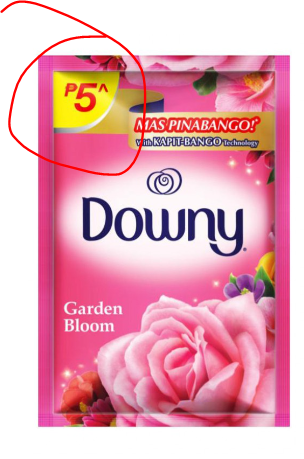 ₱5^
MAS PINABANGO!*
with KAPIT-BANGO Technology
Downy
Garden
Bloom